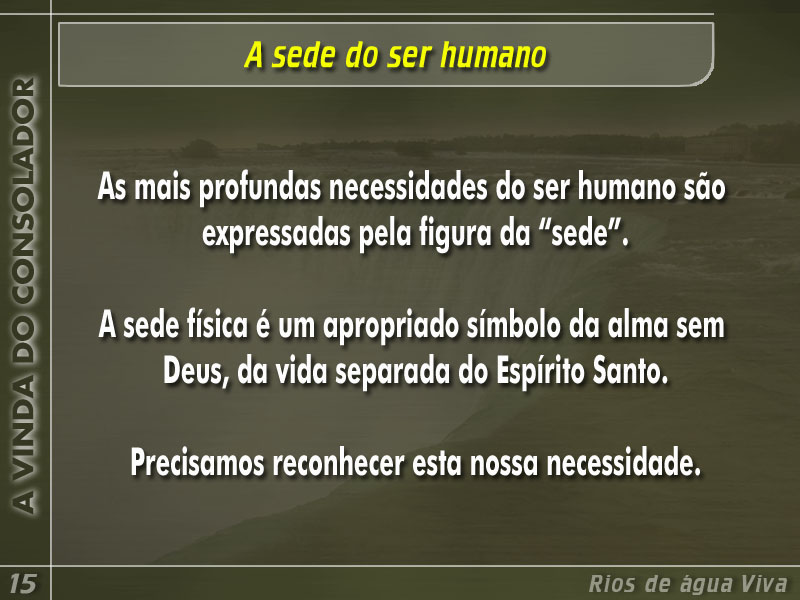 A sede do ser humano
A VINDA DO CONSOLADOR
As mais profundas necessidades do ser humano são
expressadas pela figura da “sede”.
A sede física é um apropriado símbolo da alma sem
Deus, da vida separada do Espírito Santo.
Precisamos reconhecer esta nossa necessidade.
15
Rios de água Viva